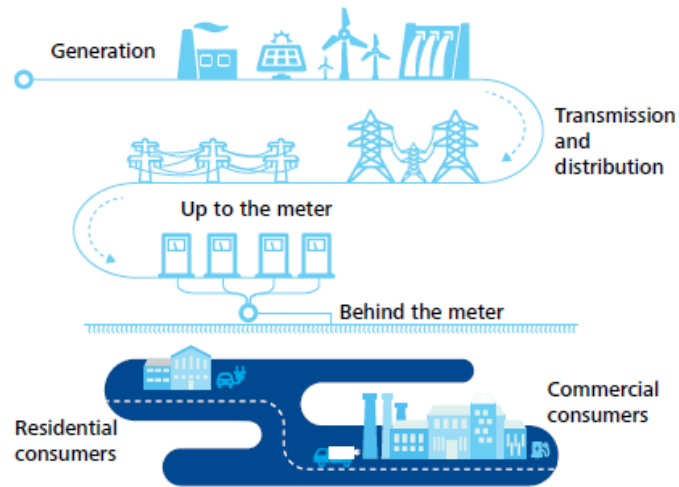 Generation
Transmission
and
distribution
Up to the meter
Behind the meter
Commercial
consumers
Residential
consumers